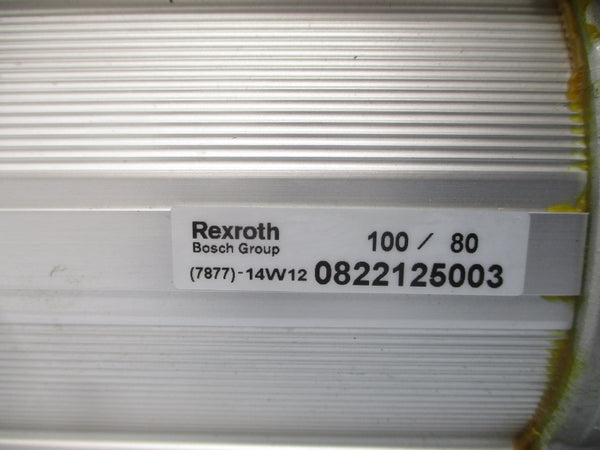 Rexroth
Bosch Group
100 / 80
(7877)-14W12 0822125003